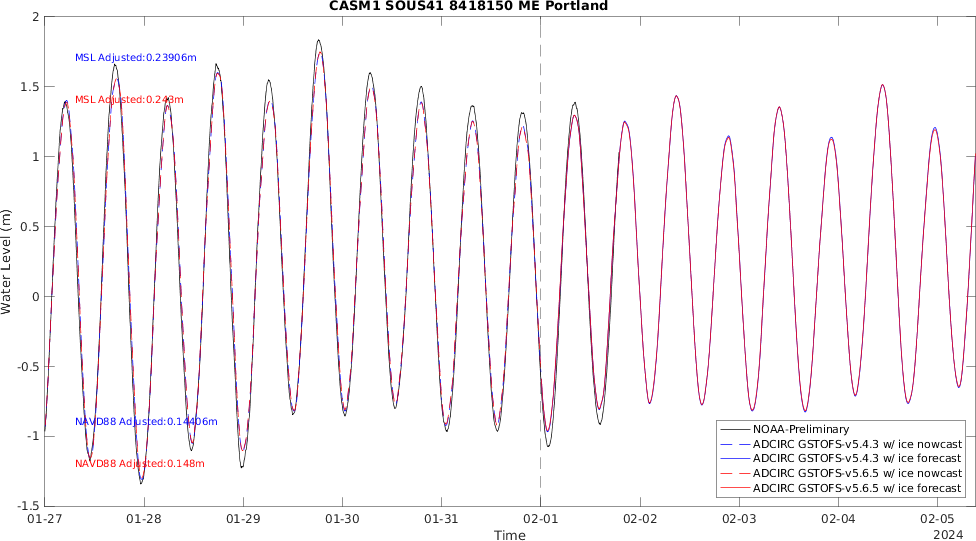 CASM1 SOUS41 8418150 ME Portland
2
1.5
1
0.5
0
-0.5
-1
-1.5
Water Level (m)
MSL Adjusted:0.23906m
MSL Adjusted:0.243m
NAVD88 Adjusted:0.14406m
NAVD88 Adjusted:0.148m
NOAA-Preliminary
ADCIRC GSTOFS-v5.4.3 w/ ice nowcast
ADCIRC GSTOFS-v5.4.3 w/ ice forecast
ADCIRC GSTOFS-v5.6.5 w/ ice nowcast
ADCIRC GSTOFS-v5.6.5 w/ ice forecast
01-27 01-28 01-29 01-30 01-31 02-01 02-02 02-03 02-04 02-05
Time
2024